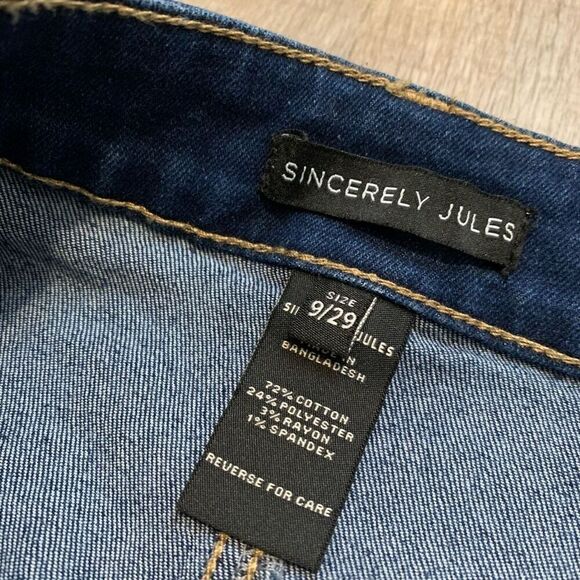 SINCERELY JULES
SIZE
9/29
JULES
BANGLADESH
72% COTTON
24% POLYESTER
3% RAYON
1% SPANDEX
REVERSE FOR CARE